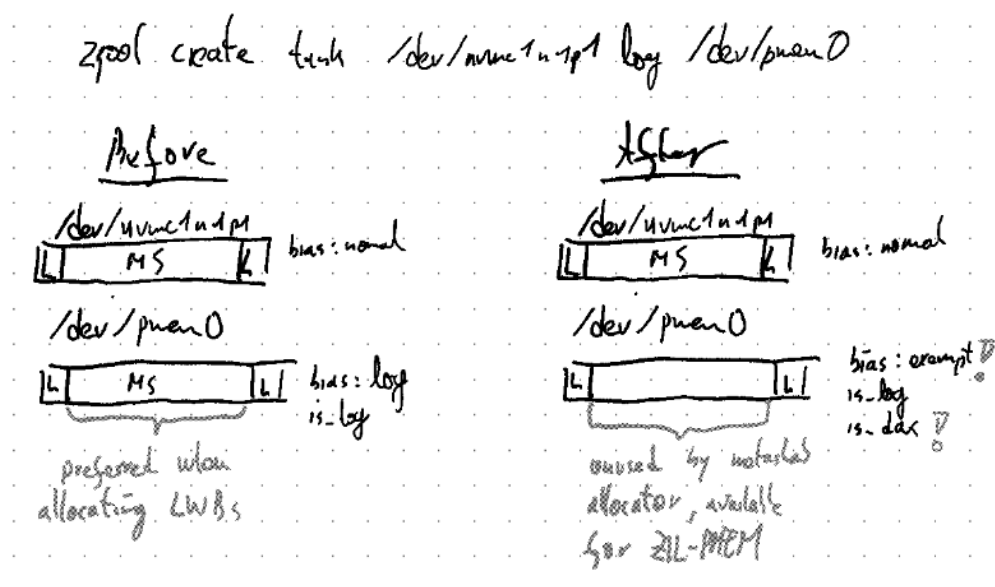 zpool create tank /dev/nvme1n1p1 log /dev/pmem0
Before
/dev/nvme1n1p1
L MS L bias: normal
/dev/pmem0
L MS L bias: log
is_log
preferred when
allocating LWBs
After
/dev/nvme1n1p1
L MS L bias: normal
/dev/pmem0
L L bias: exempt !
is_log
is_dax !
unused by metaslab
allocator, available
for ZIL-PMEM